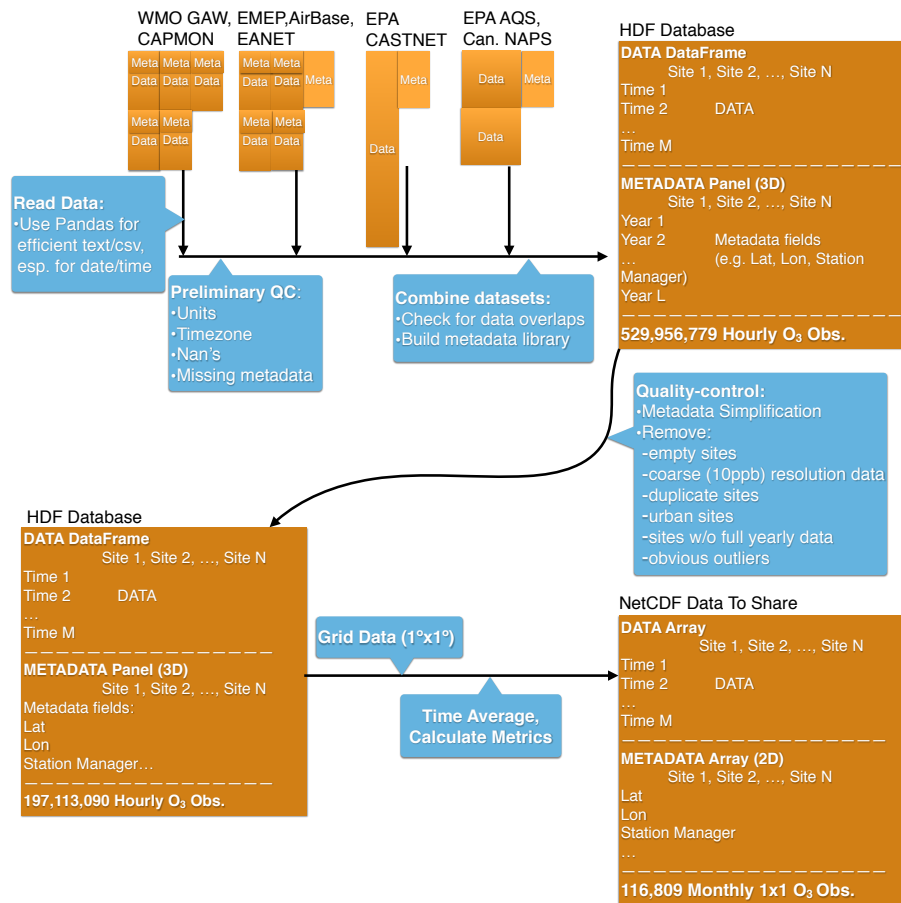 WMO GAW,
CAPMON
Meta Meta Meta
Data Data Data
Meta Meta
Data Data
EMEP,AirBase,
EANET
Meta Meta
Data Data
Meta
Meta Meta
Data Data
EPA
CASTNET
Meta
Data
EPA AQS,
Can. NAPS
Data
Meta
Data
Read Data:
•Use Pandas for
efficient text/csv,
esp. for date/time
Preliminary QC:
•Units
•Timezone
•Nan's
•Missing metadata
Combine datasets:
•Check for data overlaps
•Build metadata library
HDF Database
DATA DataFrame
Site 1, Site 2, …, Site N
Time 1
Time 2 DATA
…
Time M
METADATA Panel (3D)
Site 1, Site 2, …, Site N
Year 1
Year 2 Metadata fields
… (e.g. Lat, Lon, Station
Manager)
Year L
529,956,779 Hourly O₃ Obs.
Quality-control:
•Metadata Simplification
•Remove:
-empty sites
-coarse (10ppb) resolution data
-duplicate sites
-urban sites
-sites w/o full yearly data
-obvious outliers
HDF Database
DATA DataFrame
Site 1, Site 2, …, Site N
Time 1
Time 2 DATA
…
Time M
METADATA Panel (3D)
Site 1, Site 2, …, Site N
Metadata fields:
Lat
Lon
Station Manager…
197,113,090 Hourly O₃ Obs.
Grid Data (1°x1°)
Time Average,
Calculate Metrics
NetCDF Data To Share
DATA Array
Site 1, Site 2, …, Site N
Time 1
Time 2 DATA
…
Time M
METADATA Array (2D)
Site 1, Site 2, …, Site N
Lat
Lon
Station Manager
…
116,809 Monthly 1x1 O₃ Obs.